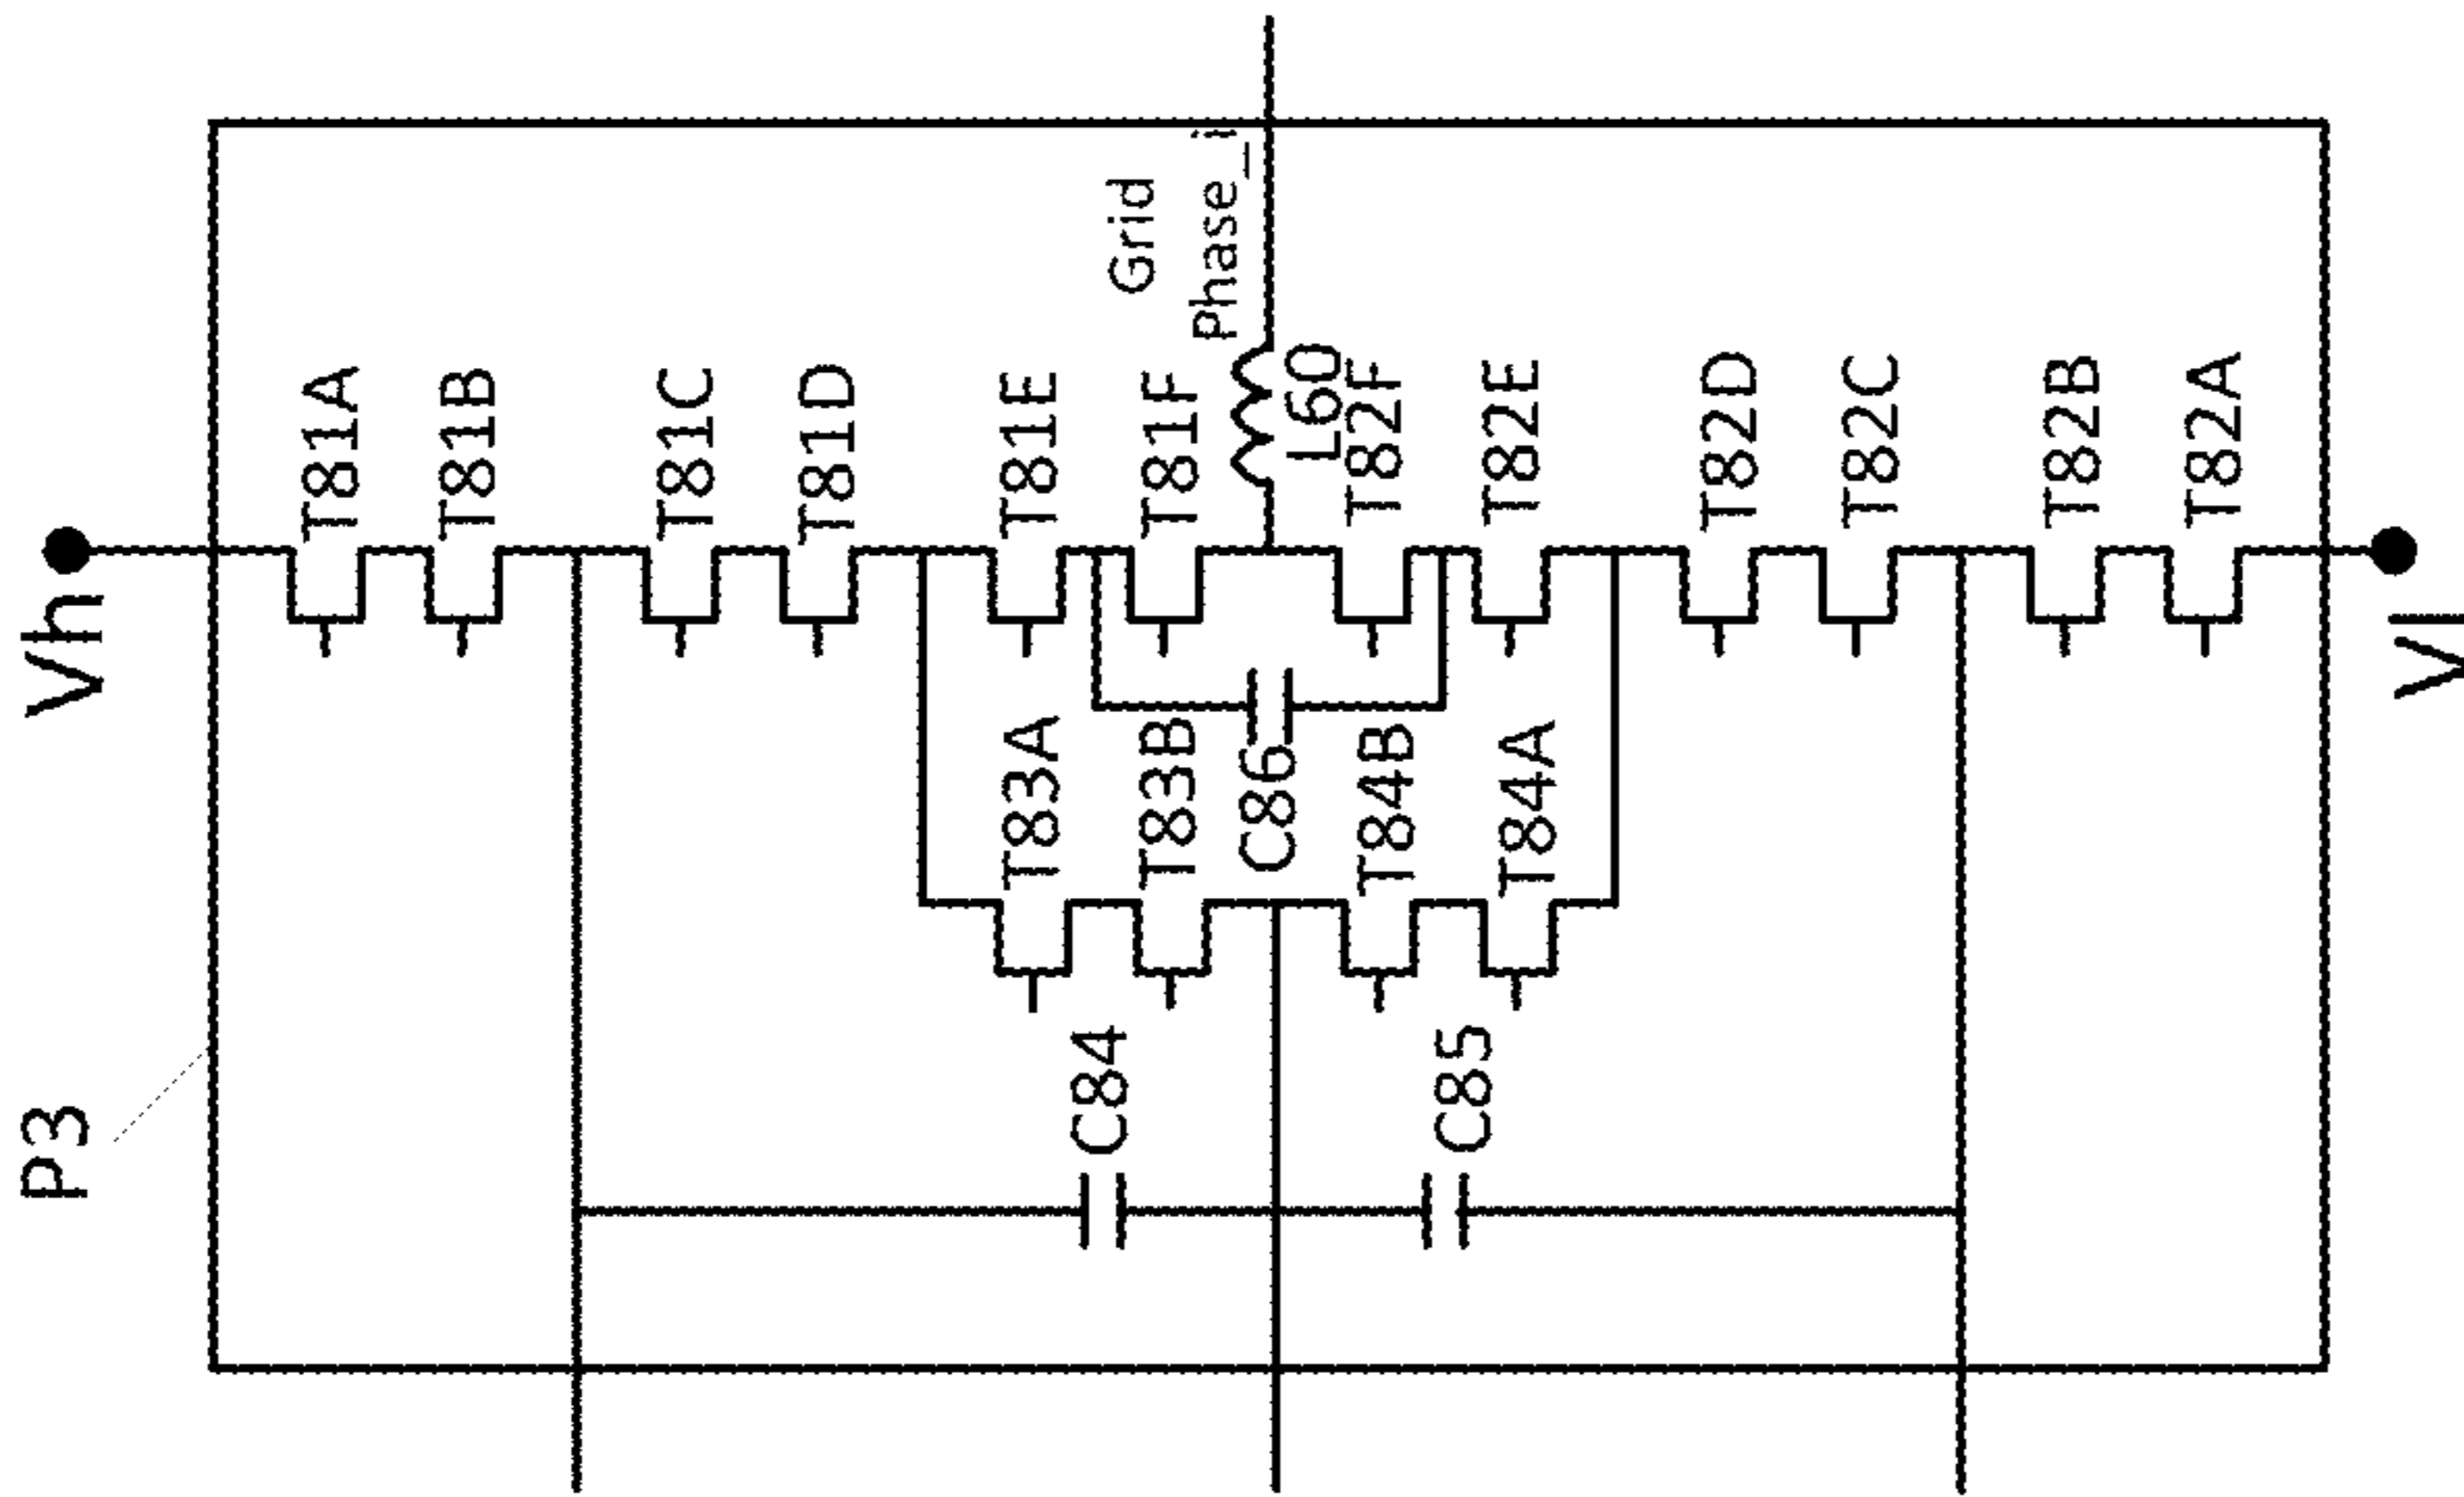 Vh
P3
T81A
T81B
T81C
T81D
T81E
T81F
Grid
Phase_i
L60
T82F
T82E
T82D
T82C
T82B
T82A
T83A
T83B
C86
T84B
T84A
C84
C85
Vl